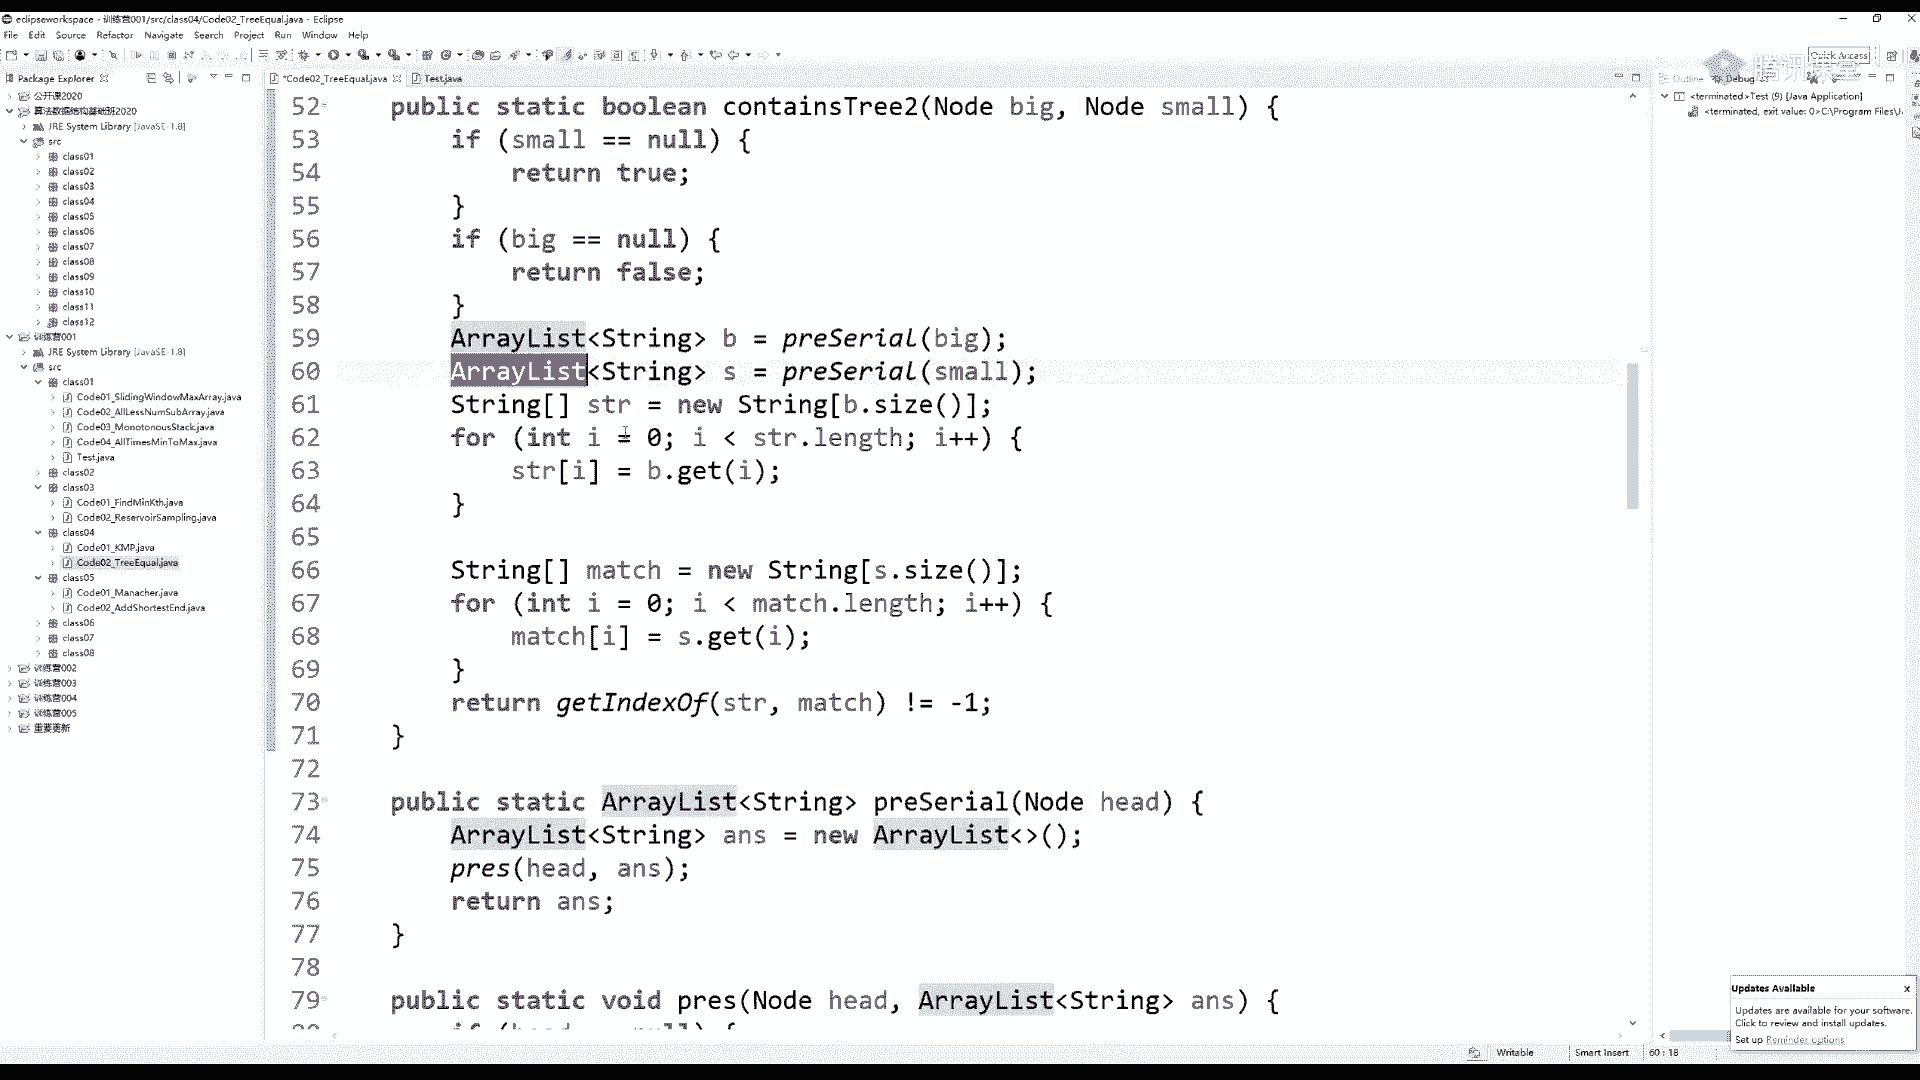 eclipseworkspace - 训练营001/src/class04/Code02_TreeEqual.java - Eclipse
File Edit Source Refactor Navigate Search Project Run Window Help
Quick Access
腾讯课堂
Package Explorer
*Code02_TreeEqual.java
Test.java
Outline
Debug
公开课2020
算法数据结构基础班2020
JRE System Library [JavaSE-1.8]
src
class01
class02
class03
class04
class05
class06
class07
class08
class09
class10
class11
class12
训练营001
JRE System Library [JavaSE-1.8]
src
class01
Code01_SlidingWindowMaxArray.java
Code02_AllLessNumSubArray.java
Code03_MonotonousStack.java
Code04_AllTimesMinToMax.java
Test.java
class02
class03
Code01_FindMinKth.java
Code02_ReservoirSampling.java
class04
Code01_KMP.java
Code02_TreeEqual.java
class05
Code01_Manacher.java
Code02_AddShortestEnd.java
class06
class07
class08
训练营002
训练营003
训练营004
训练营005
重要更新
52 public static boolean containsTree2(Node big, Node small) {
53 if (small == null) {
54 return true;
55 }
56 if (big == null) {
57 return false;
58 }
59 ArrayList<String> b = preSerial(big);
60 ArrayList<String> s = preSerial(small);
61 String[] str = new String[b.size()];
62 for (int i = 0; i < str.length; i++) {
63 str[i] = b.get(i);
64 }
65
66 String[] match = new String[s.size()];
67 for (int i = 0; i < match.length; i++) {
68 match[i] = s.get(i);
69 }
70 return getIndexOf(str, match) != -1;
71 }
72
73 public static ArrayList<String> preSerial(Node head) {
74 ArrayList<String> ans = new ArrayList<>();
75 pres(head, ans);
76 return ans;
77 }
78
79 public static void pres(Node head, ArrayList<String> ans) {
<terminated>Test (9) [Java Application]
<terminated, exit value: 0>C:\Program Files\J
Updates Available
Updates are available for your software.
Click to review and install updates.
Set up Reminder options
Writable
Smart Insert
60 : 18